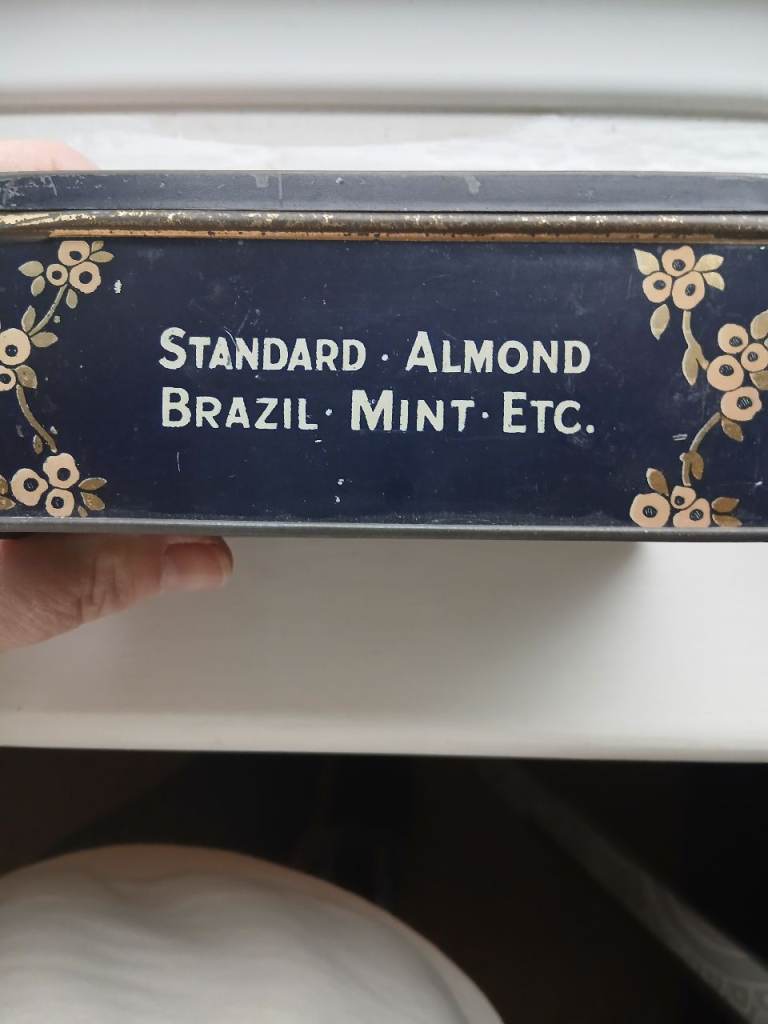 STANDARD · ALMOND
BRAZIL · MINT · ETC.